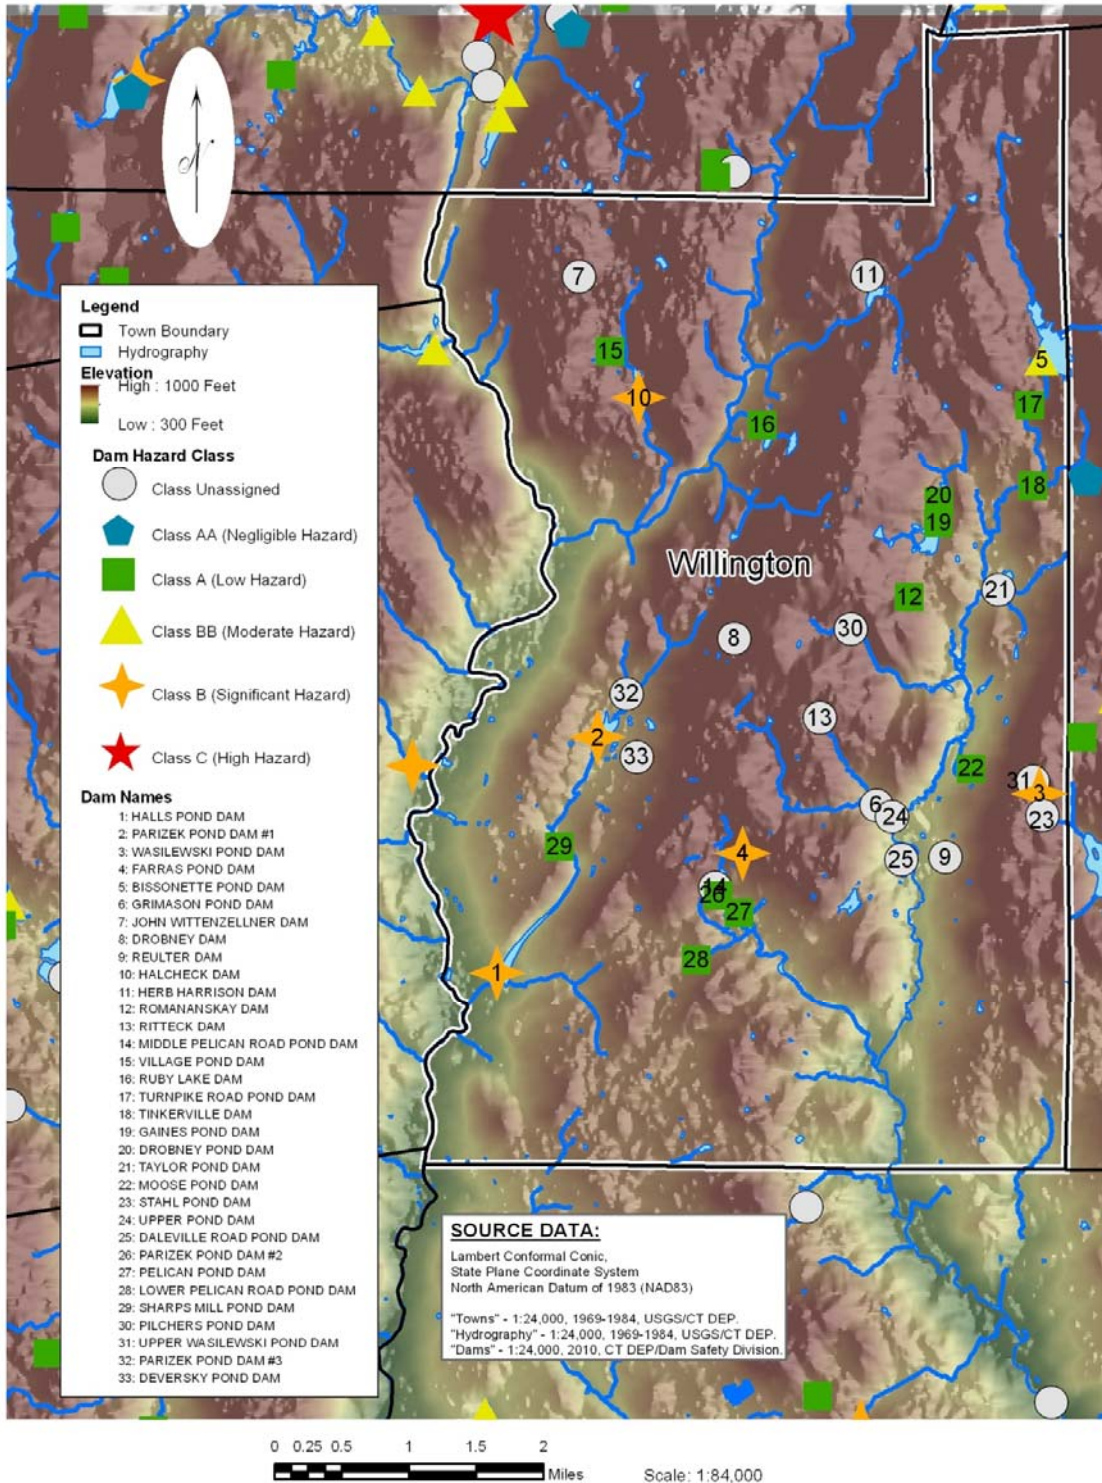 N
Legend
Town Boundary
Hydrography
Elevation
High : 1000 Feet
Low : 300 Feet
Dam Hazard Class
Class Unassigned
Class AA (Negligible Hazard)
Class A (Low Hazard)
Class BB (Moderate Hazard)
Class B (Significant Hazard)
Class C (High Hazard)
Dam Names
1: HALLS POND DAM
2: PARIZEK POND DAM #1
3: WASILEWSKI POND DAM
4: FARRAS POND DAM
5: BISSONETTE POND DAM
6: GRIMASON POND DAM
7: JOHN WITTENZELLNER DAM
8: DROBNEY DAM
9: REULTER DAM
10: HALCHECK DAM
11: HERB HARRISON DAM
12: ROMANANSKAY DAM
13: RITTECK DAM
14: MIDDLE PELICAN ROAD POND DAM
15: VILLAGE POND DAM
16: RUBY LAKE DAM
17: TURNPIKE ROAD POND DAM
18: TINKERVILLE DAM
19: GAINES POND DAM
20: DROBNEY POND DAM
21: TAYLOR POND DAM
22: MOOSE POND DAM
23: STAHL POND DAM
24: UPPER POND DAM
25: DALEVILLE ROAD POND DAM
26: PARIZEK POND DAM #2
27: PELICAN POND DAM
28: LOWER PELICAN ROAD POND DAM
29: SHARPS MILL POND DAM
30: PILCHERS POND DAM
31: UPPER WASILEWSKI POND DAM
32: PARIZEK POND DAM #3
33: DEVERSKY POND DAM
7
11
15
5
10
17
16
18
20
19
Willington
12
21
30
8
32
13
2
33
22
31
3
6
24
23
29
4
25
9
14
26
27
28
1
SOURCE DATA:
Lambert Conformal Conic,
State Plane Coordinate System
North American Datum of 1983 (NAD83)
"Towns" - 1:24,000, 1969-1984, USGS/CT DEP.
"Hydrography" - 1:24,000, 1969-1984, USGS/CT DEP.
"Dams" - 1:24,000, 2010, CT DEP/Dam Safety Division.
0 0.25 0.5 1 1.5 2
Miles
Scale: 1:84,000